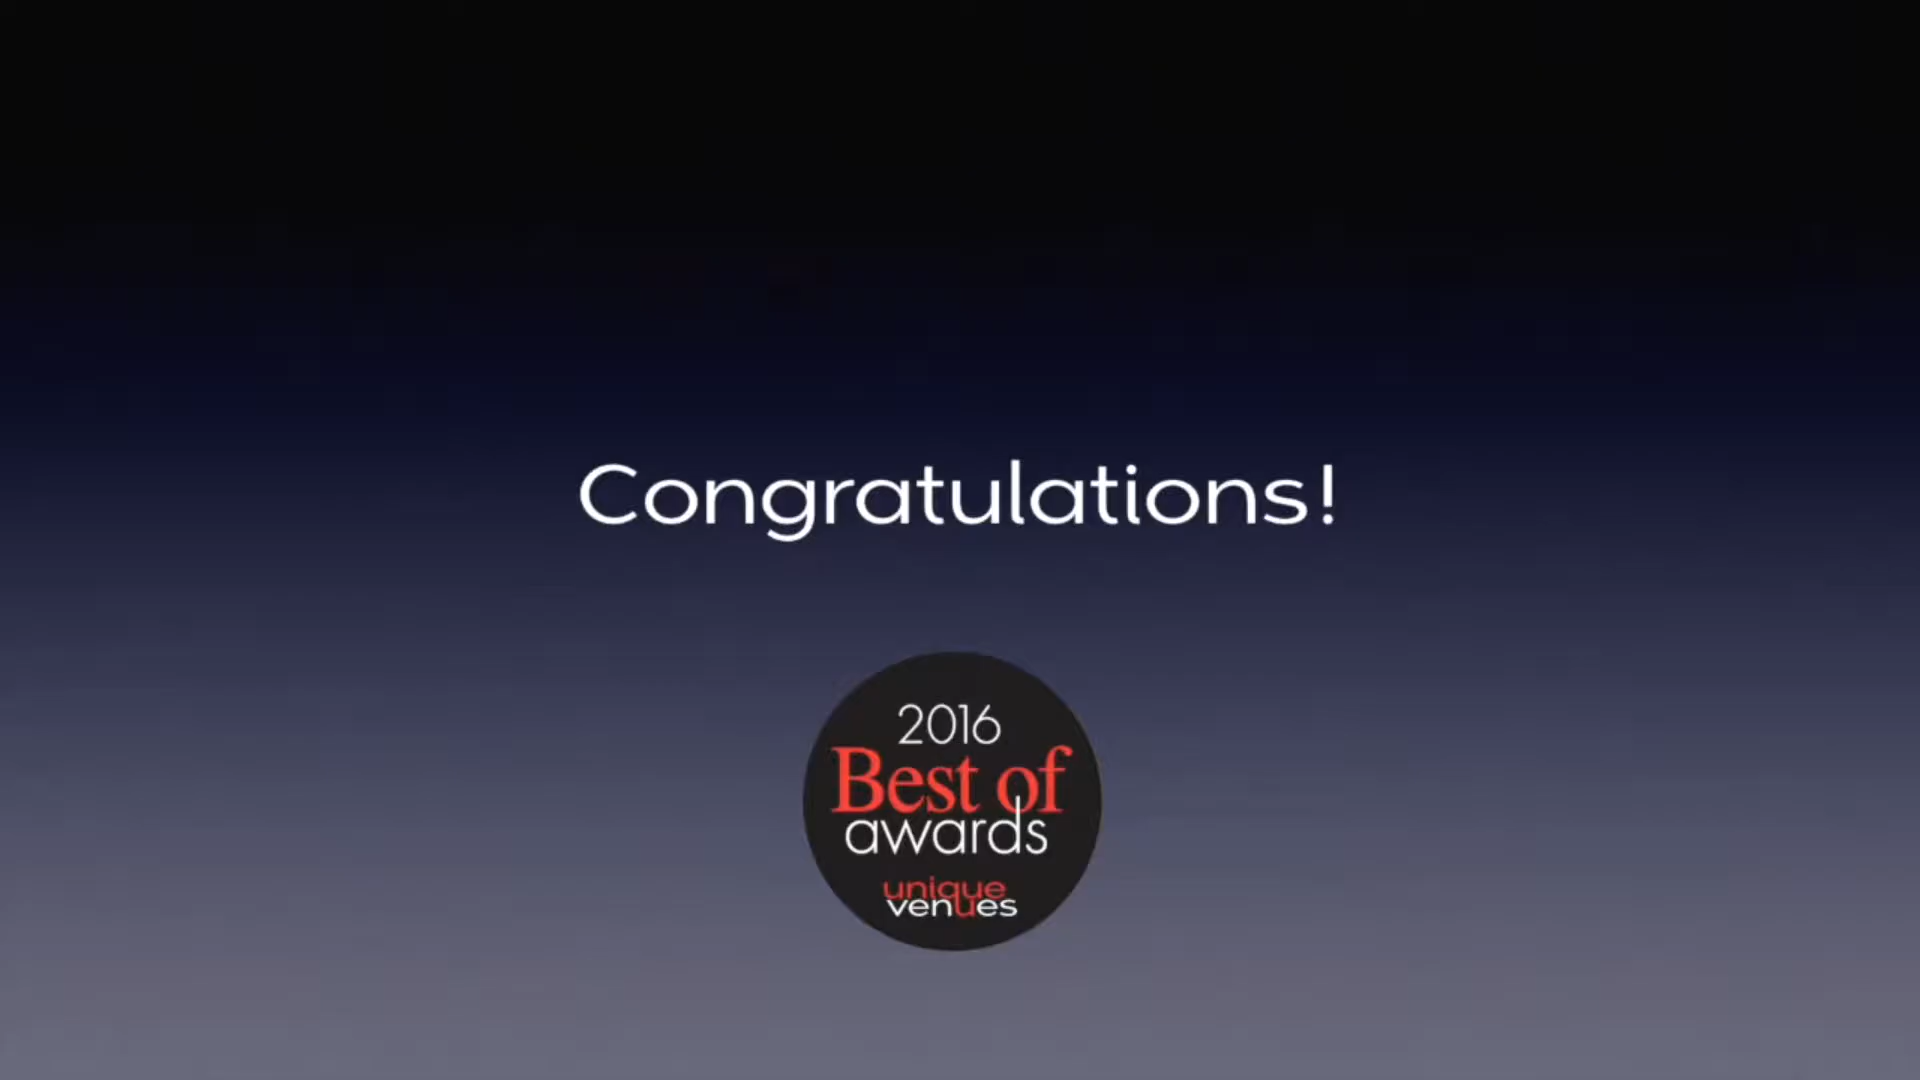 Congratulations!
2016
Best of
awards
unique
venues